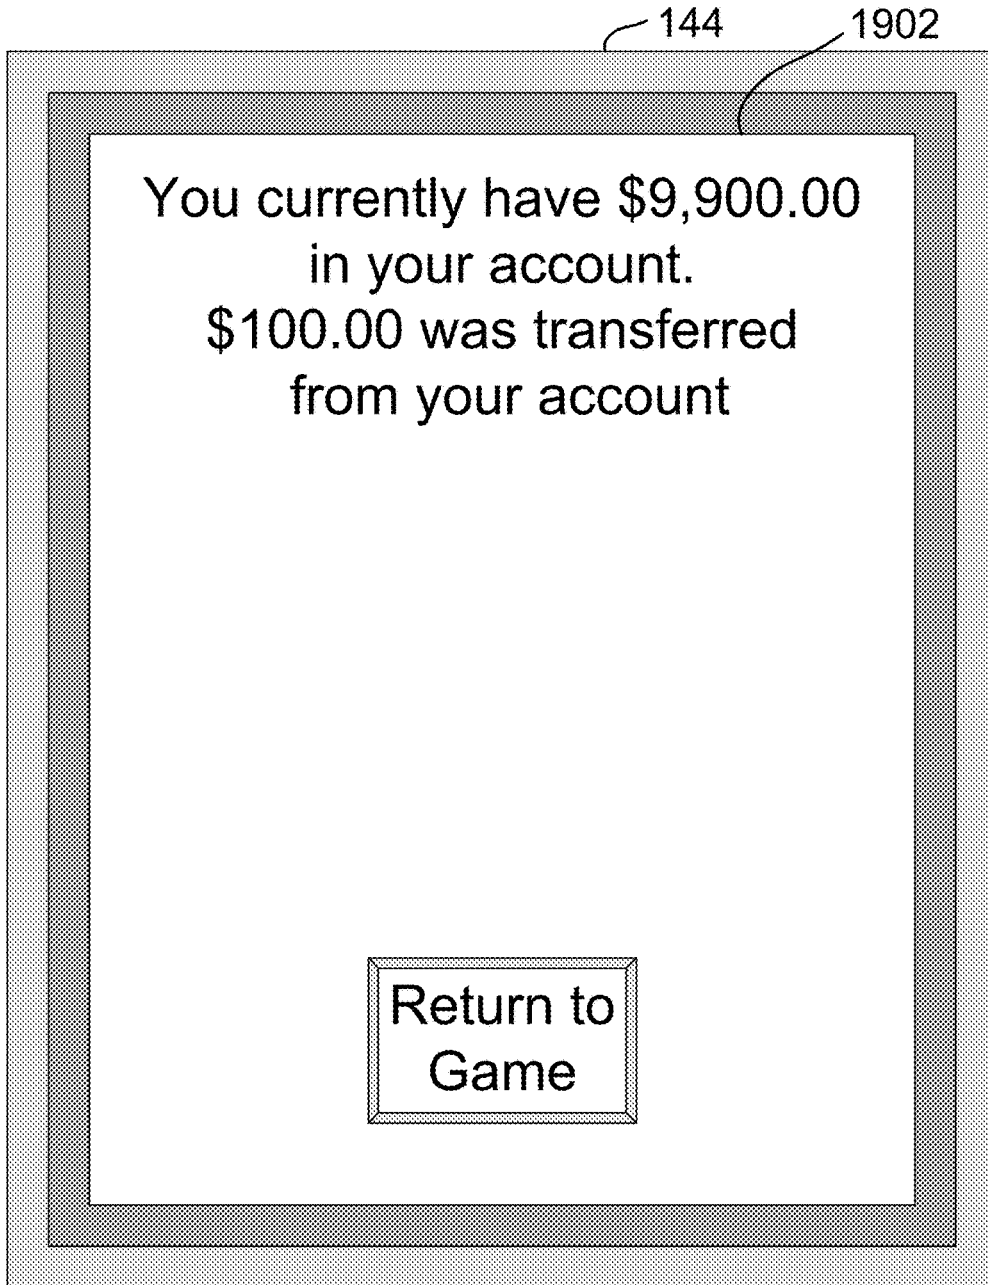 144
1902
You currently have $9,900.00
in your account.
$100.00 was transferred
from your account
Return to
Game